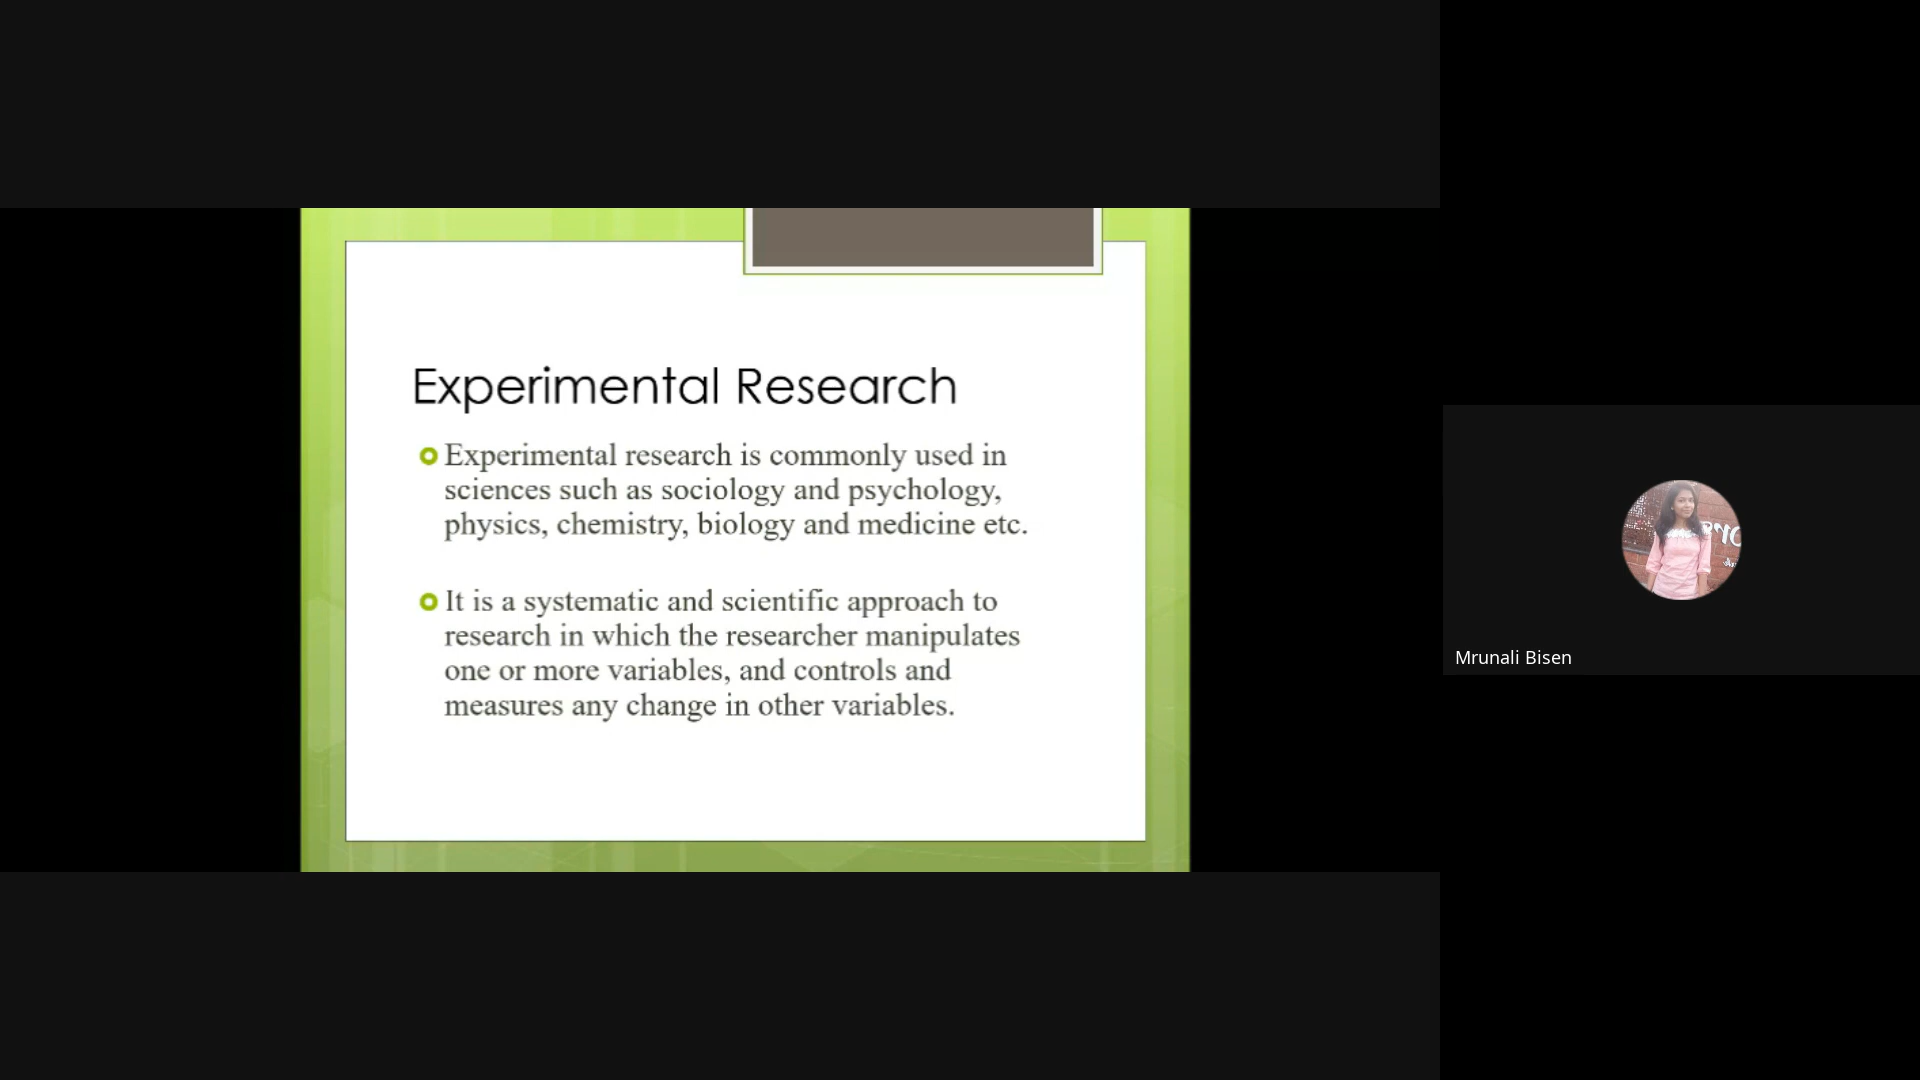 Experimental Research
Experimental research is commonly used in
sciences such as sociology and psychology,
physics, chemistry, biology and medicine etc.
It is a systematic and scientific approach to
research in which the researcher manipulates
one or more variables, and controls and
measures any change in other variables.
Mrunali Bisen